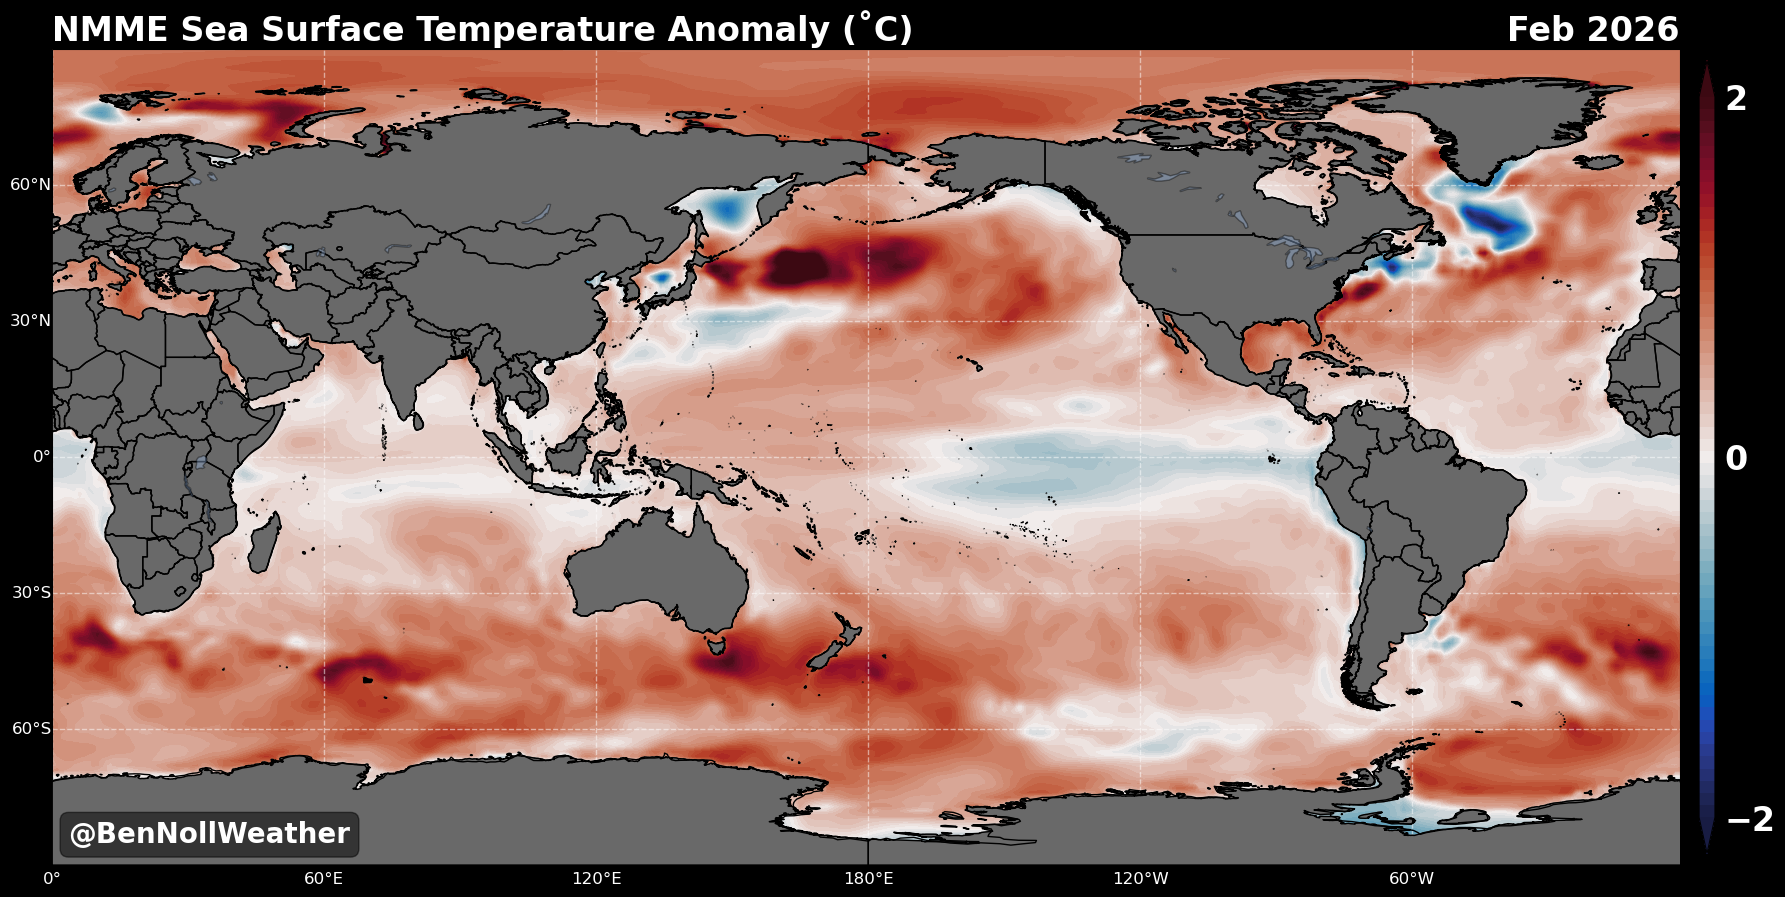 NMME Sea Surface Temperature Anomaly (˚C)
Feb 2026
2
0
−2
60°N
30°N
0°
30°S
60°S
@BenNollWeather
0°
60°E
120°E
180°E
120°W
60°W